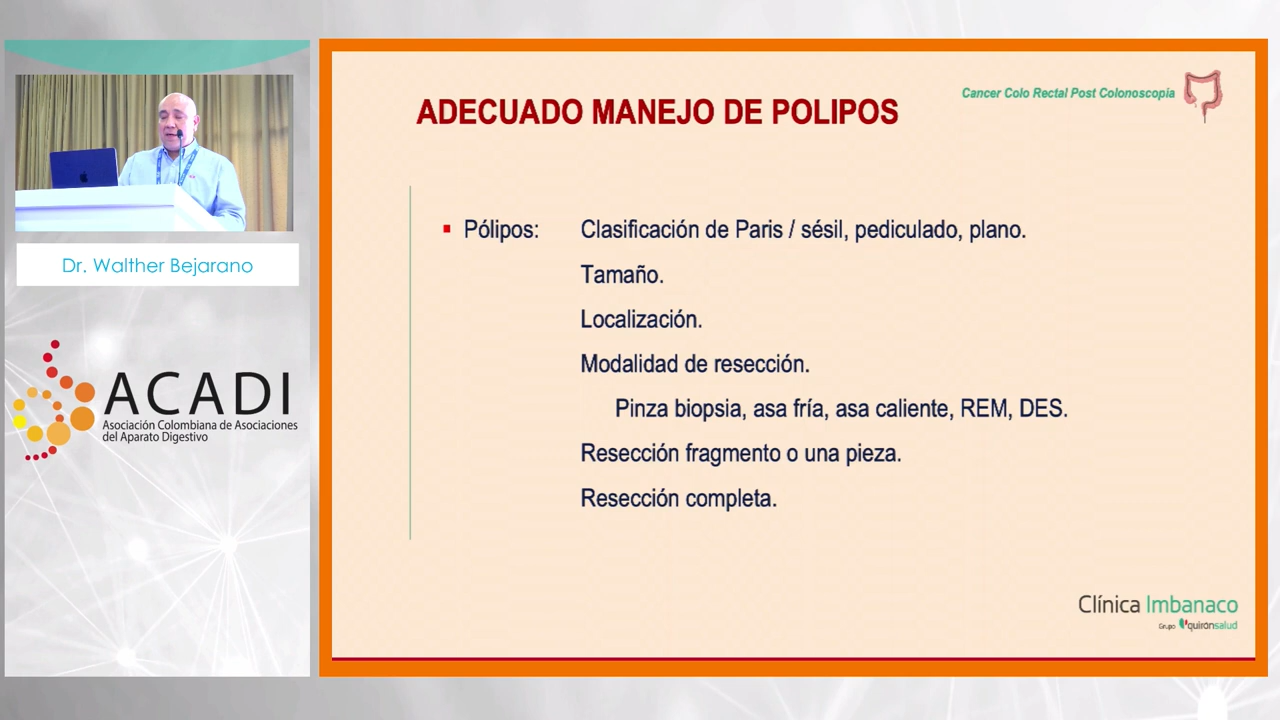 Dr. Walther Bejarano
ACADI
Asociación Colombiana de Asociaciones
del Aparato Digestivo
Cancer Colo Rectal Post Colonoscopía
ADECUADO MANEJO DE POLIPOS
▪ Pólipos: Clasificación de Paris / sésil, pediculado, plano.
Tamaño.
Localización.
Modalidad de resección.
Pinza biopsia, asa fría, asa caliente, REM, DES.
Resección fragmento o una pieza.
Resección completa.
Clínica Imbanaco
Grupo quirónsalud